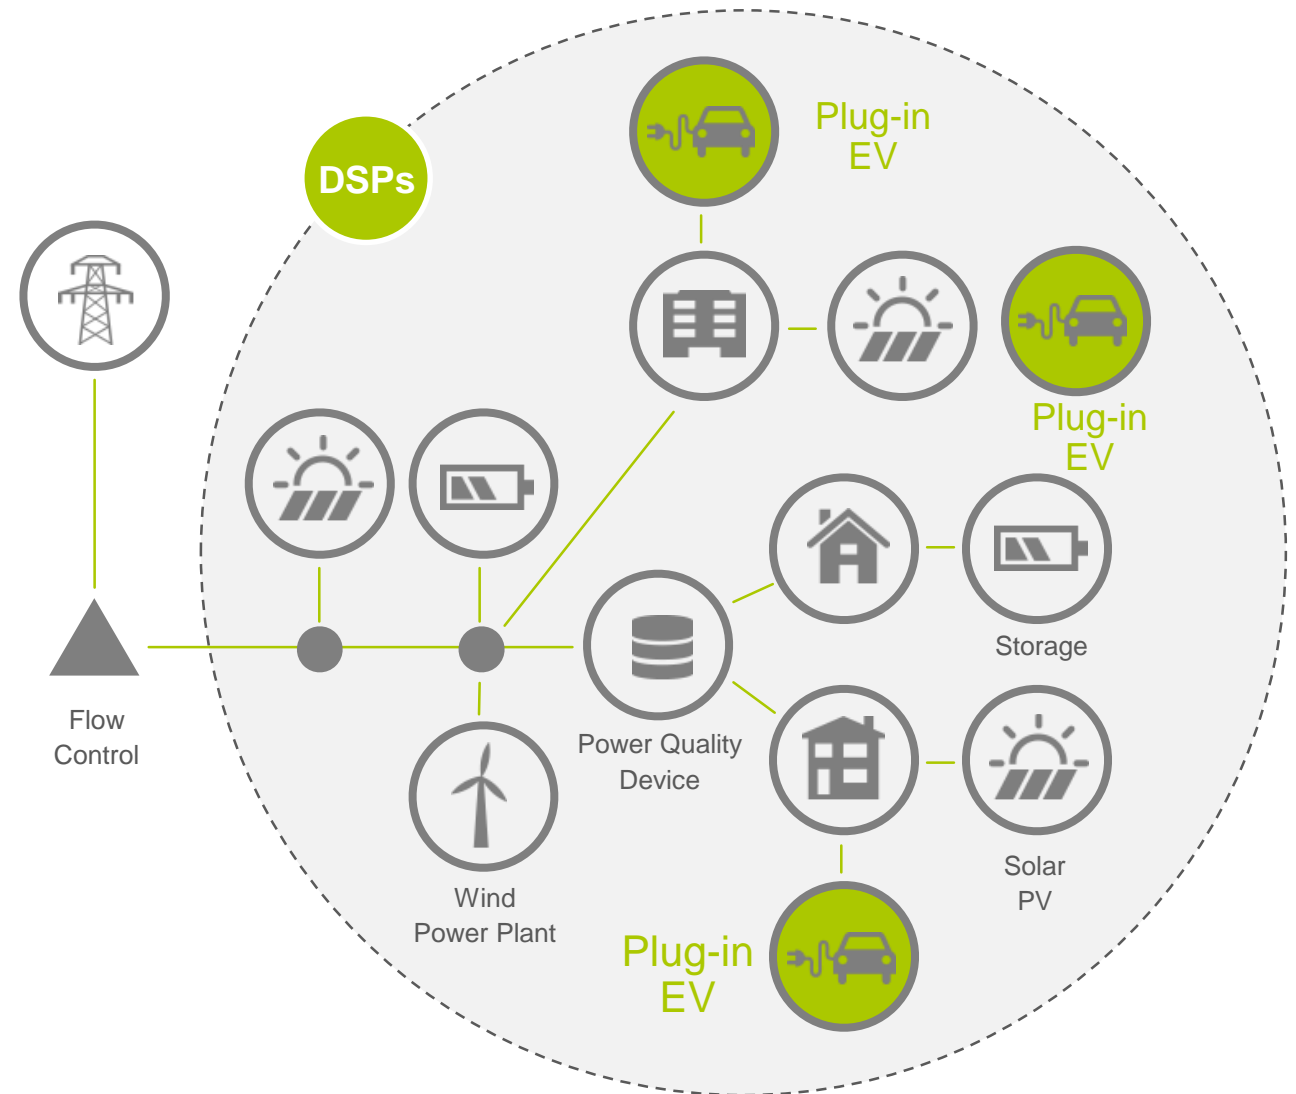 Plug-in
EV
DSPs
Plug-in
EV
Storage
Flow
Control
Power Quality
Device
Solar
PV
Wind
Power Plant
Plug-in
EV